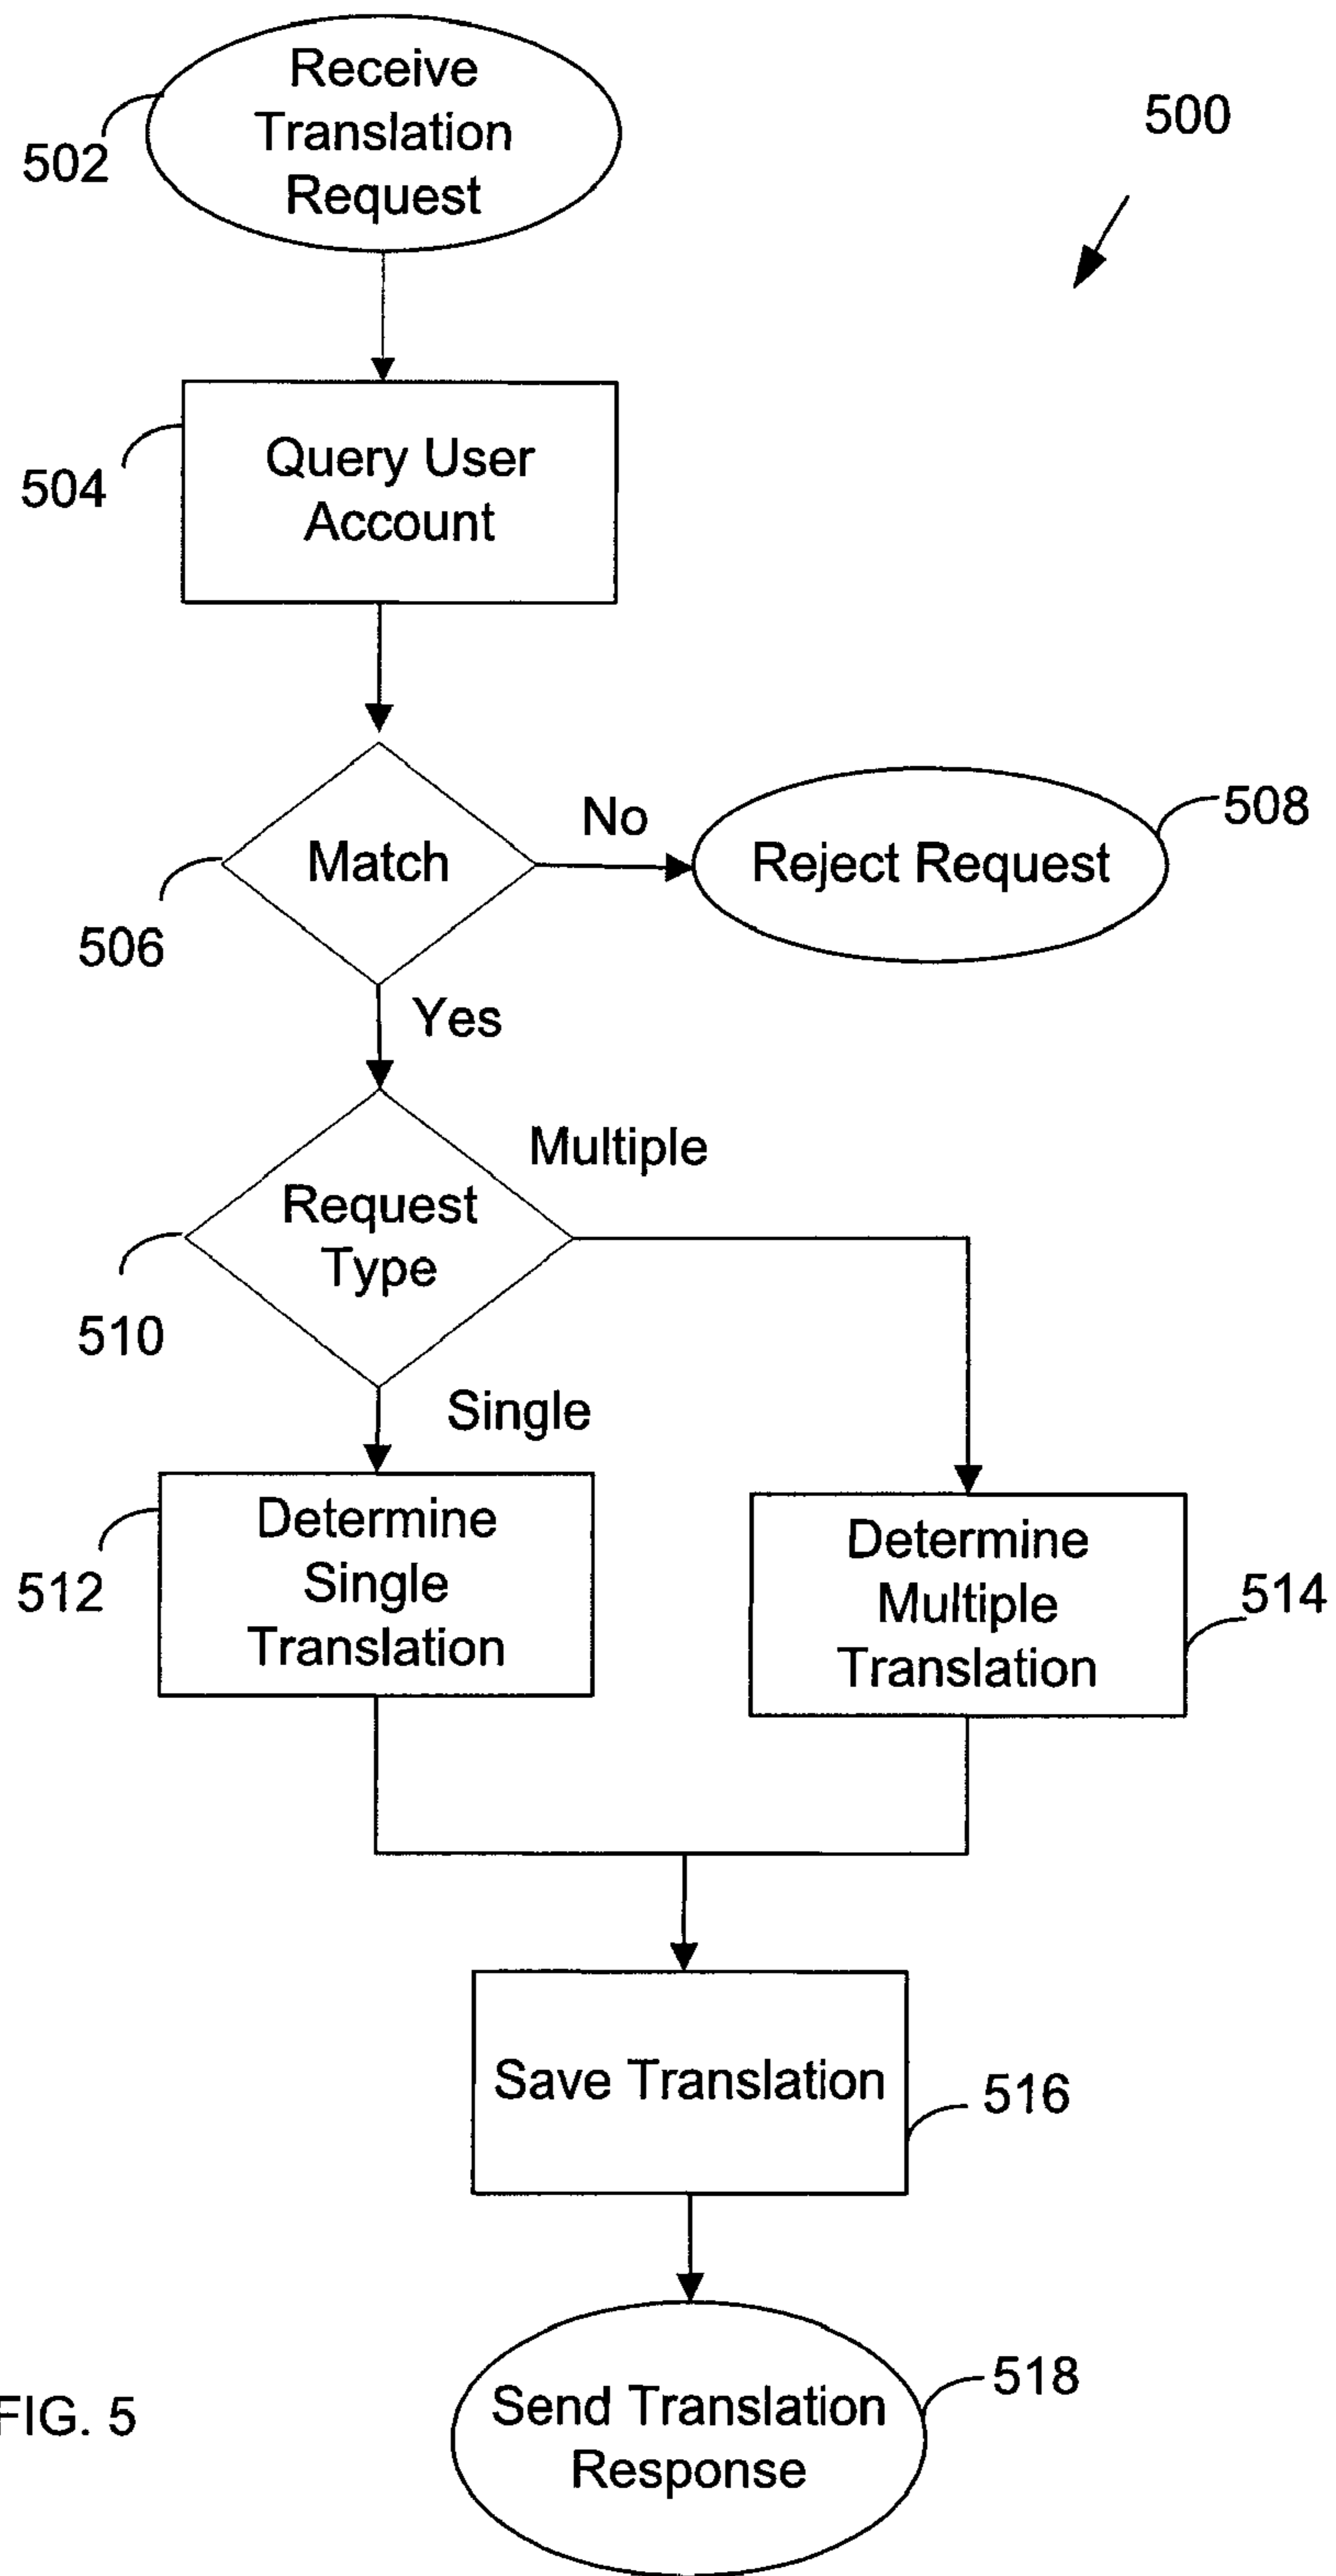 Receive
Translation
Request
502
500
Query User
Account
504
Match
No
Reject Request
508
506
Yes
Multiple
Request
Type
510
Single
Determine
Single
Translation
512
Determine
Multiple
Translation
514
Save Translation
516
Send Translation
Response
518
FIG. 5